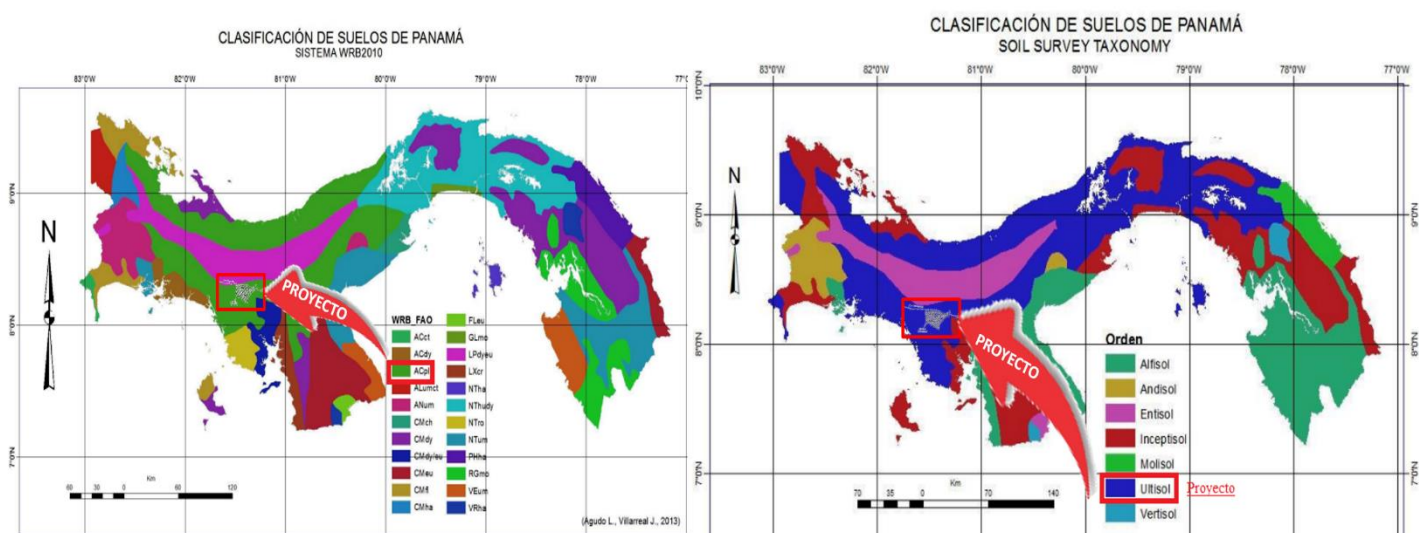 CLASIFICACIÓN DE SUELOS DE PANAMÁ
SISTEMA WRB2010
83°0'W 82°0'W 81°0'W 80°0'W 79°0'W 78°0'W 77°0
9°0'N
8°0'N
7°0'N
N
PROYECTO
WRB_FAO
ACct
ACdy
ACpl
ALumct
ANum
CMch
CMdy
CMdy/eu
CMeu
CMfl
CMha
FLeu
GLmo
LPdyeu
LXcr
NTha
NThudy
NTro
NTum
PHha
RGmo
VEum
VRha
Km
60 30 0 60 120
(Agudo L., Villarreal J., 2013)
CLASIFICACIÓN DE SUELOS DE PANAMÁ
SOIL SURVEY TAXONOMY
83°0'W 82°0'W 81°0'W 80°0'W 79°0'W 78°0'W 77°0'W
10°0'N
9°0'N
8°0'N
7°0'N
N
PROYECTO
Orden
Alfisol
Andisol
Entisol
Inceptisol
Molisol
Ultisol Proyecto
Vertisol
Km
70 35 0 70 140